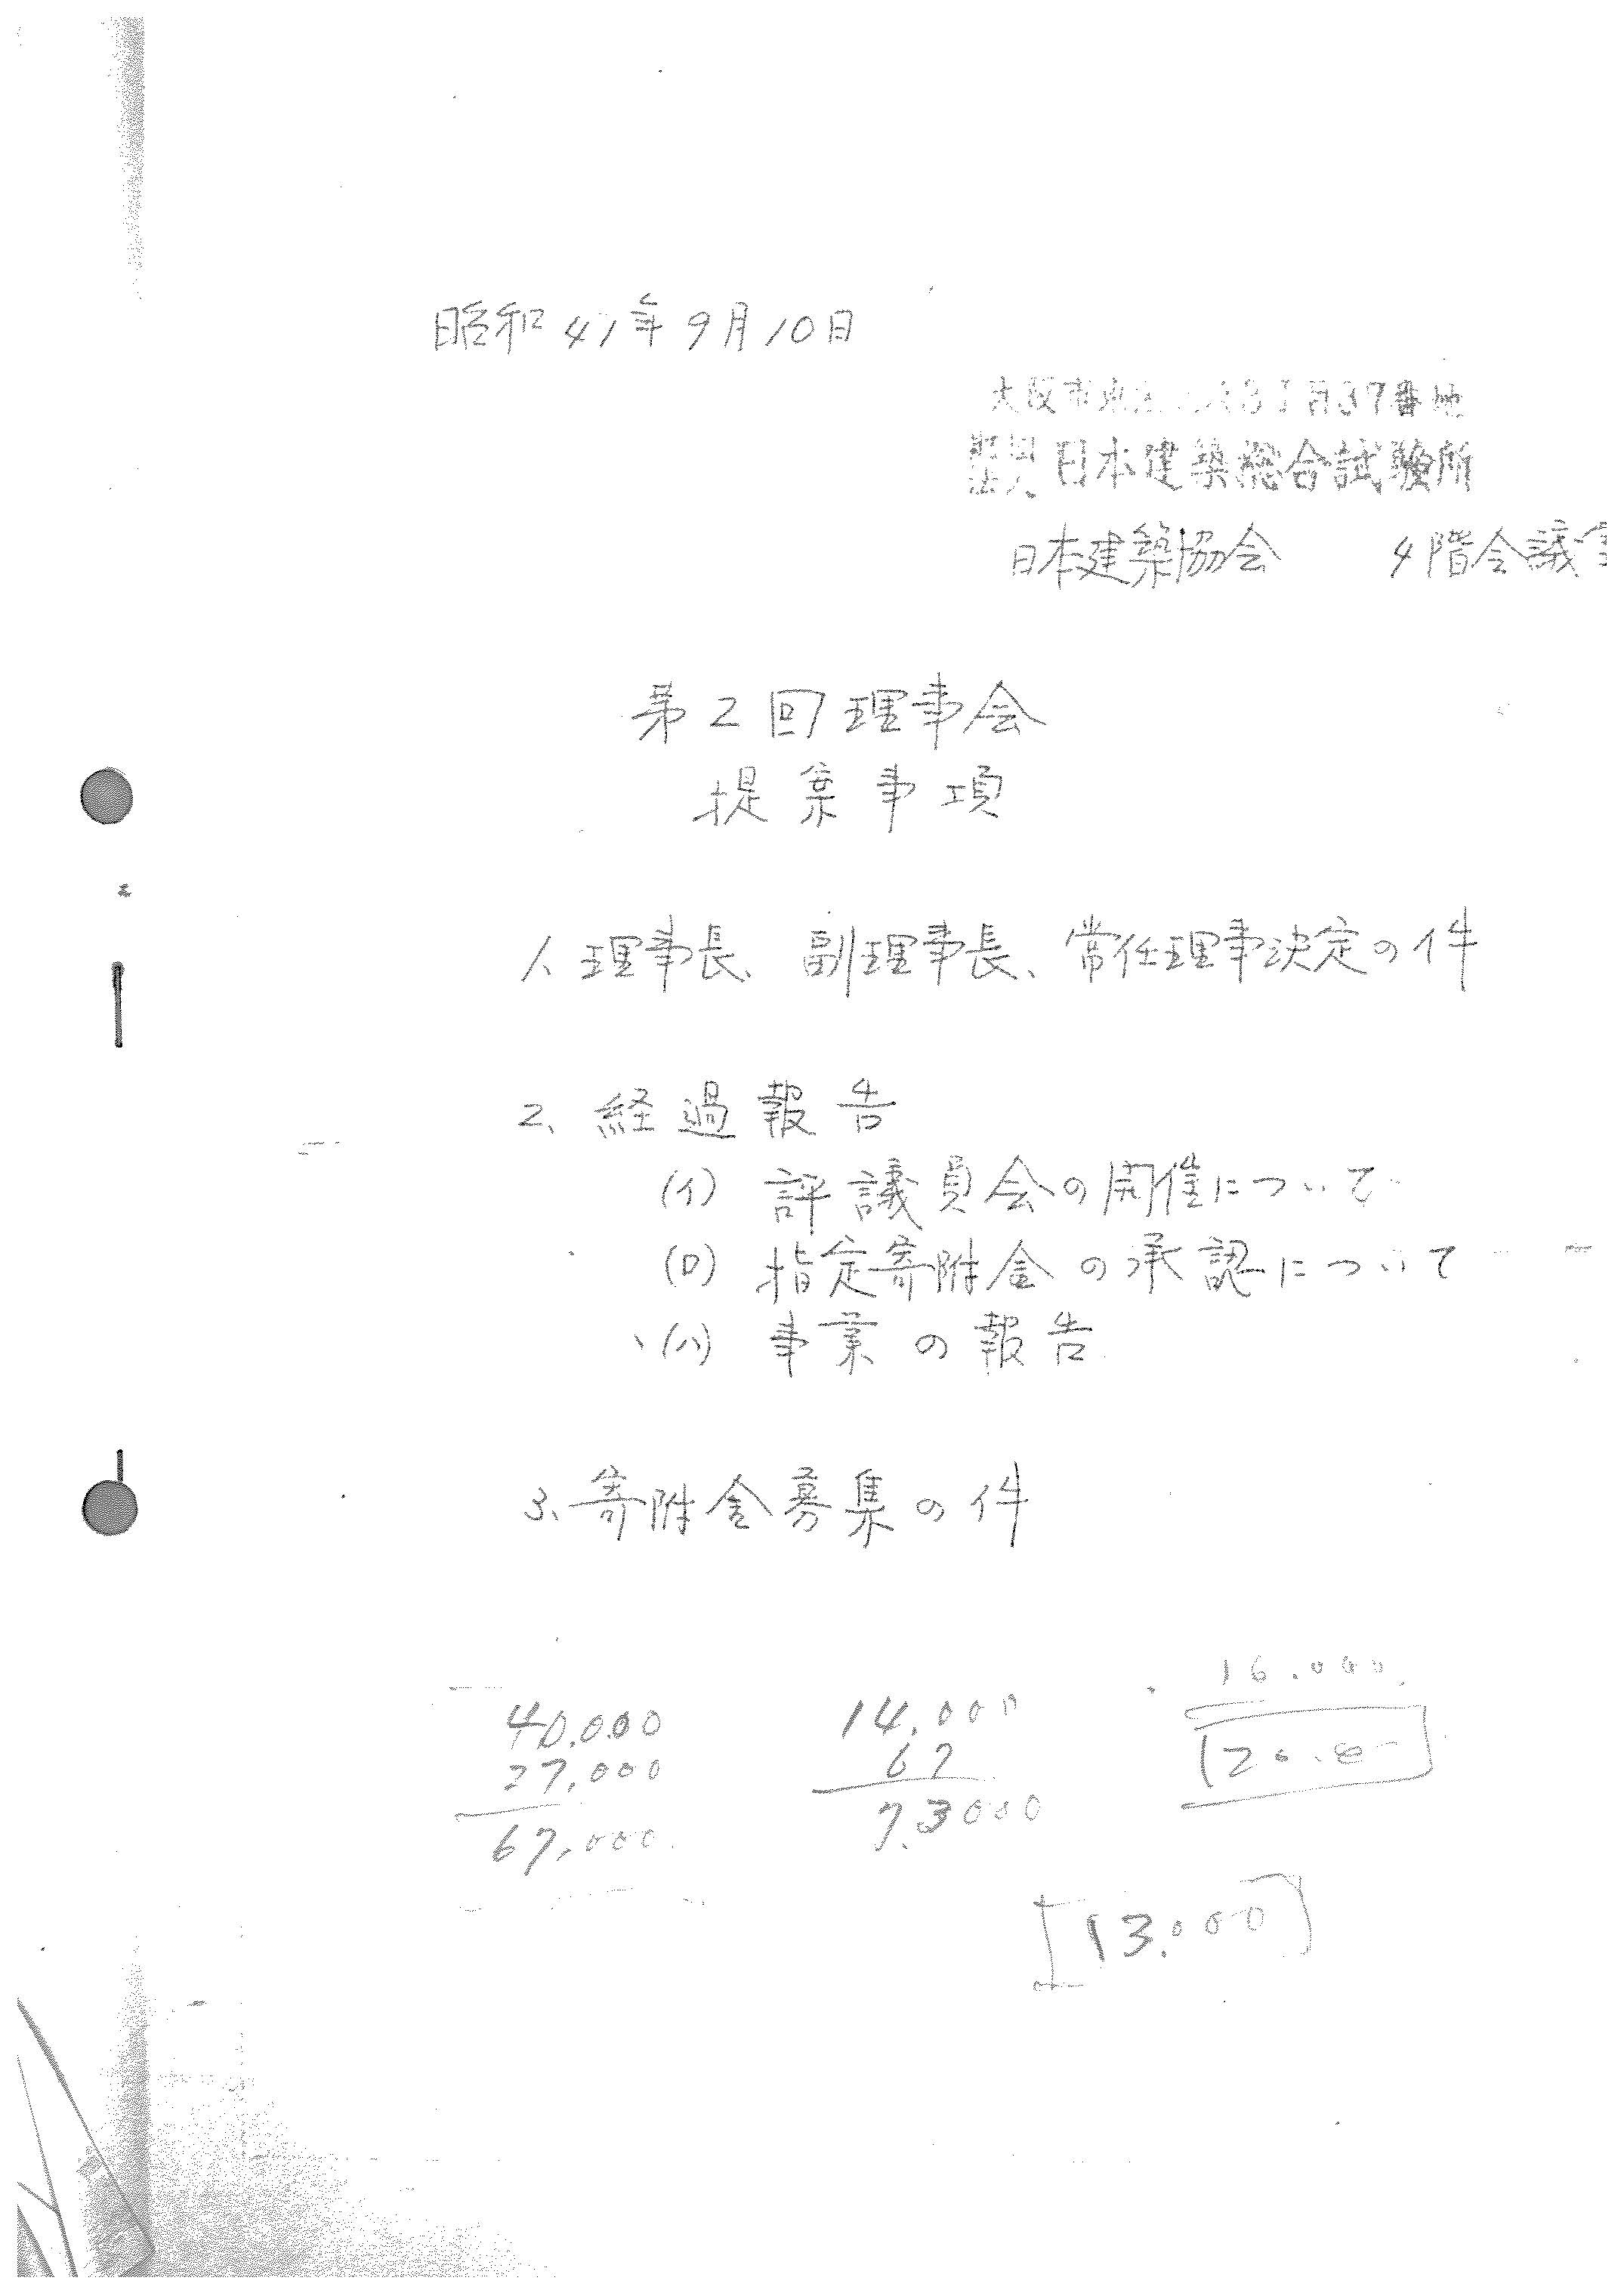 昭和41年9月10日
大阪市東 3丁目37番地
財団法人 日本建築総合試験所
日本建築協会 4階会議室
第2回理事会
提案事項
1、理事長、副理事長、常任理事決定の件
2、経過報告
(イ) 評議員会の開催について
(ロ) 指定寄附金の承認について
(ハ) 事業の報告
3、寄附金募集の件
40.000
27,000
67,000
14,000
67
7.3000
16.000
13.000